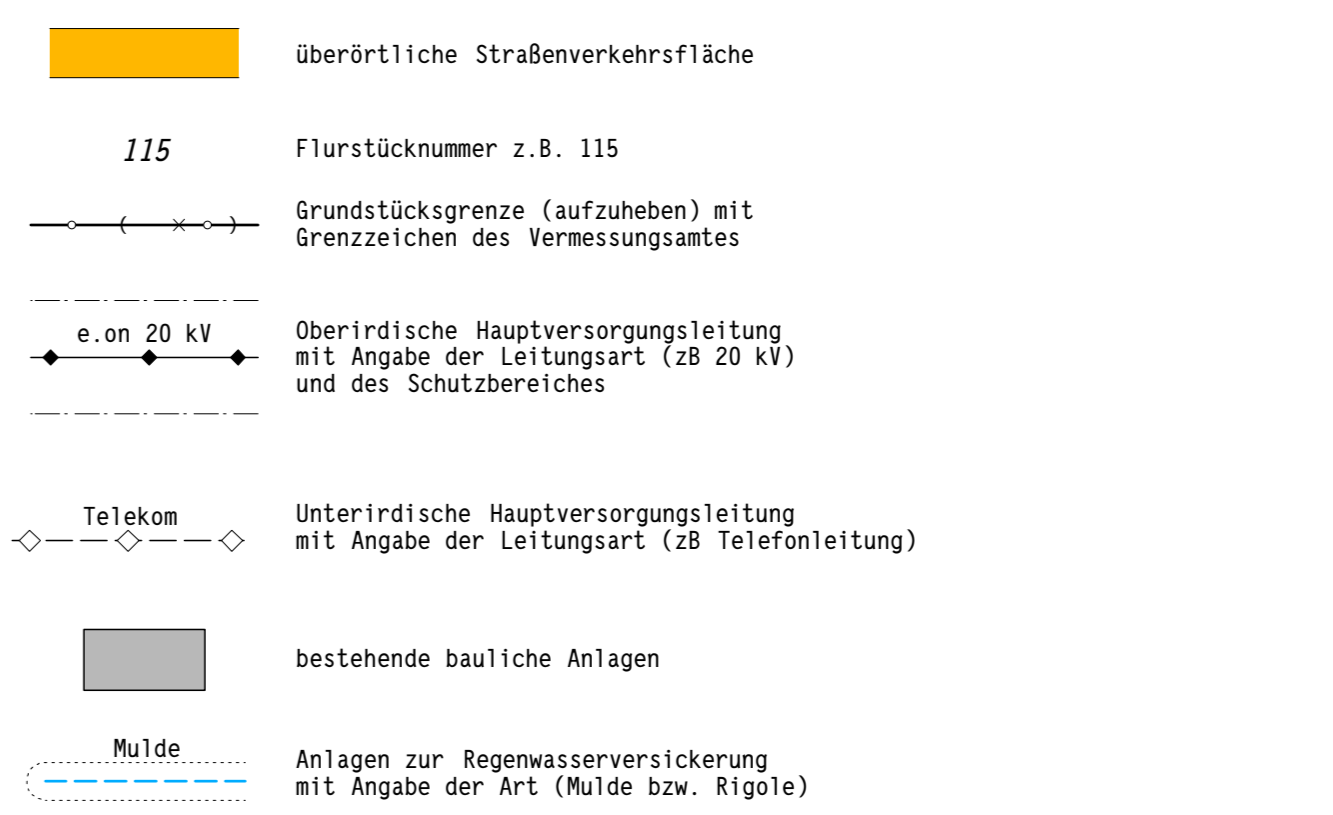 überörtliche Straßenverkehrsfläche
115 Flurstücknummer z.B. 115
Grundstücksgrenze (aufzuheben) mit
Grenzzeichen des Vermessungsamtes
e.on 20 kV
Oberirdische Hauptversorgungsleitung
mit Angabe der Leitungsart (zB 20 kV)
und des Schutzbereiches
Telekom
Unterirdische Hauptversorgungsleitung
mit Angabe der Leitungsart (zB Telefonleitung)
bestehende bauliche Anlagen
Mulde
Anlagen zur Regenwasserversickerung
mit Angabe der Art (Mulde bzw. Rigole)